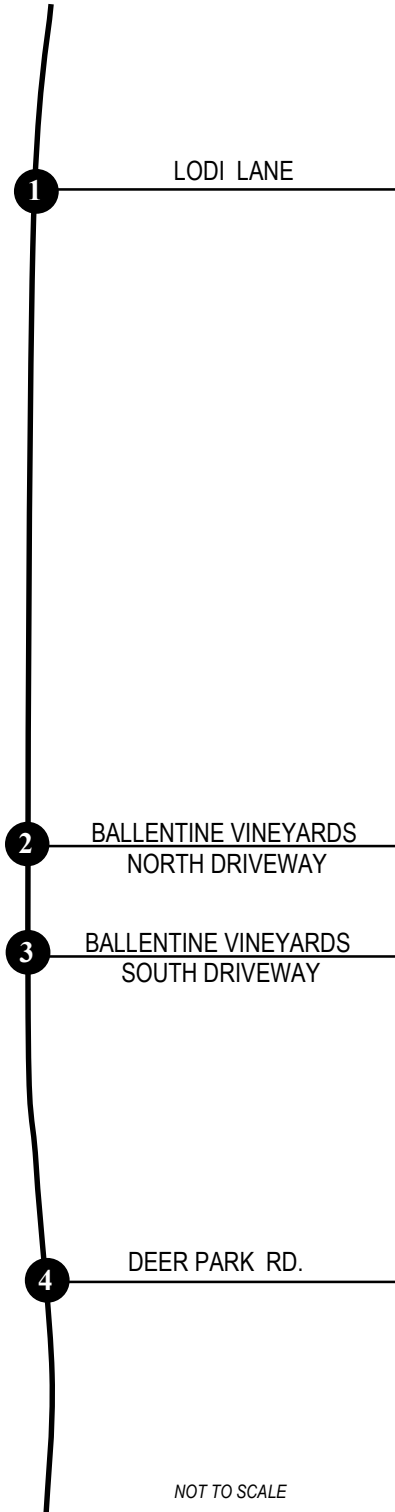 1
LODI LANE
2
BALLENTINE VINEYARDS
NORTH DRIVEWAY
3
BALLENTINE VINEYARDS
SOUTH DRIVEWAY
4
DEER PARK RD.
NOT TO SCALE